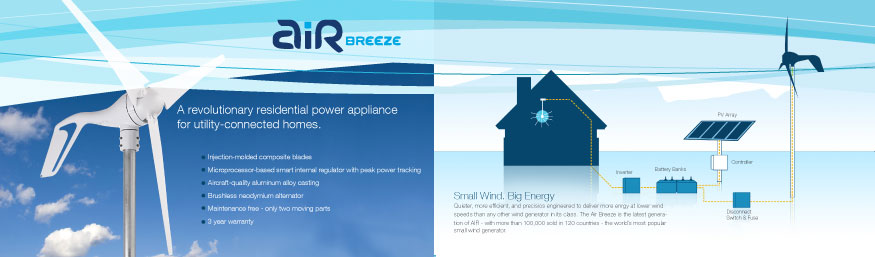 aiR BREEZE
A revolutionary residential power appliance
for utility-connected homes.
Injection-molded composite blades
Microprocessor-based smart internal regulator with peak power tracking
Aircraft-quality aluminum alloy casting
Brushless neodymium alternator
Maintenance free - only two moving parts
3 year warranty
PV Array
Controller
Battery Banks
Inverter
Disconnect
Switch & Fuse
Small Wind. Big Energy
Quieter, more efficient, and precision engineered to deliver more enrgy at lower wind
speeds than any other wind generator in its class. The Air Breeze is the latest genera-
tion of AIR - with more than 100,000 sold in 120 countries - the world's most popular
small wind generator.